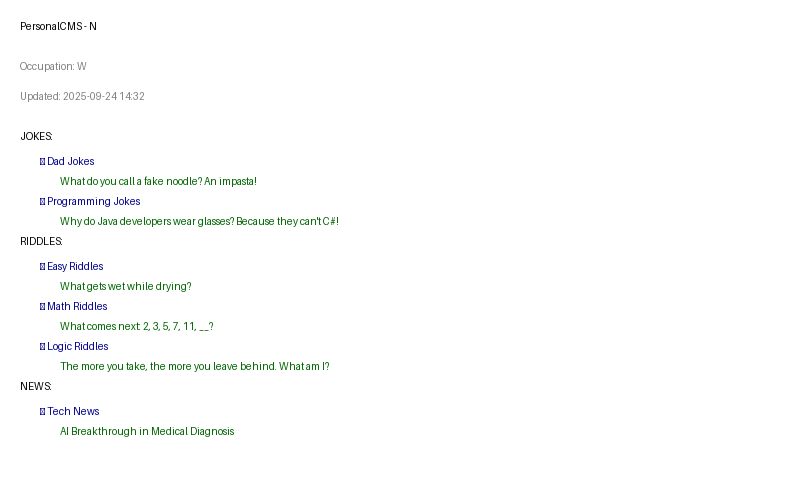 PersonalCMS - N
Occupation: W
Updated: 2025-09-24 14:32
JOKES:
Dad Jokes
What do you call a fake noodle? An impasta!
Programming Jokes
Why do Java developers wear glasses? Because they can't C#!
RIDDLES:
Easy Riddles
What gets wet while drying?
Math Riddles
What comes next: 2, 3, 5, 7, 11, __?
Logic Riddles
The more you take, the more you leave behind. What am I?
NEWS:
Tech News
AI Breakthrough in Medical Diagnosis